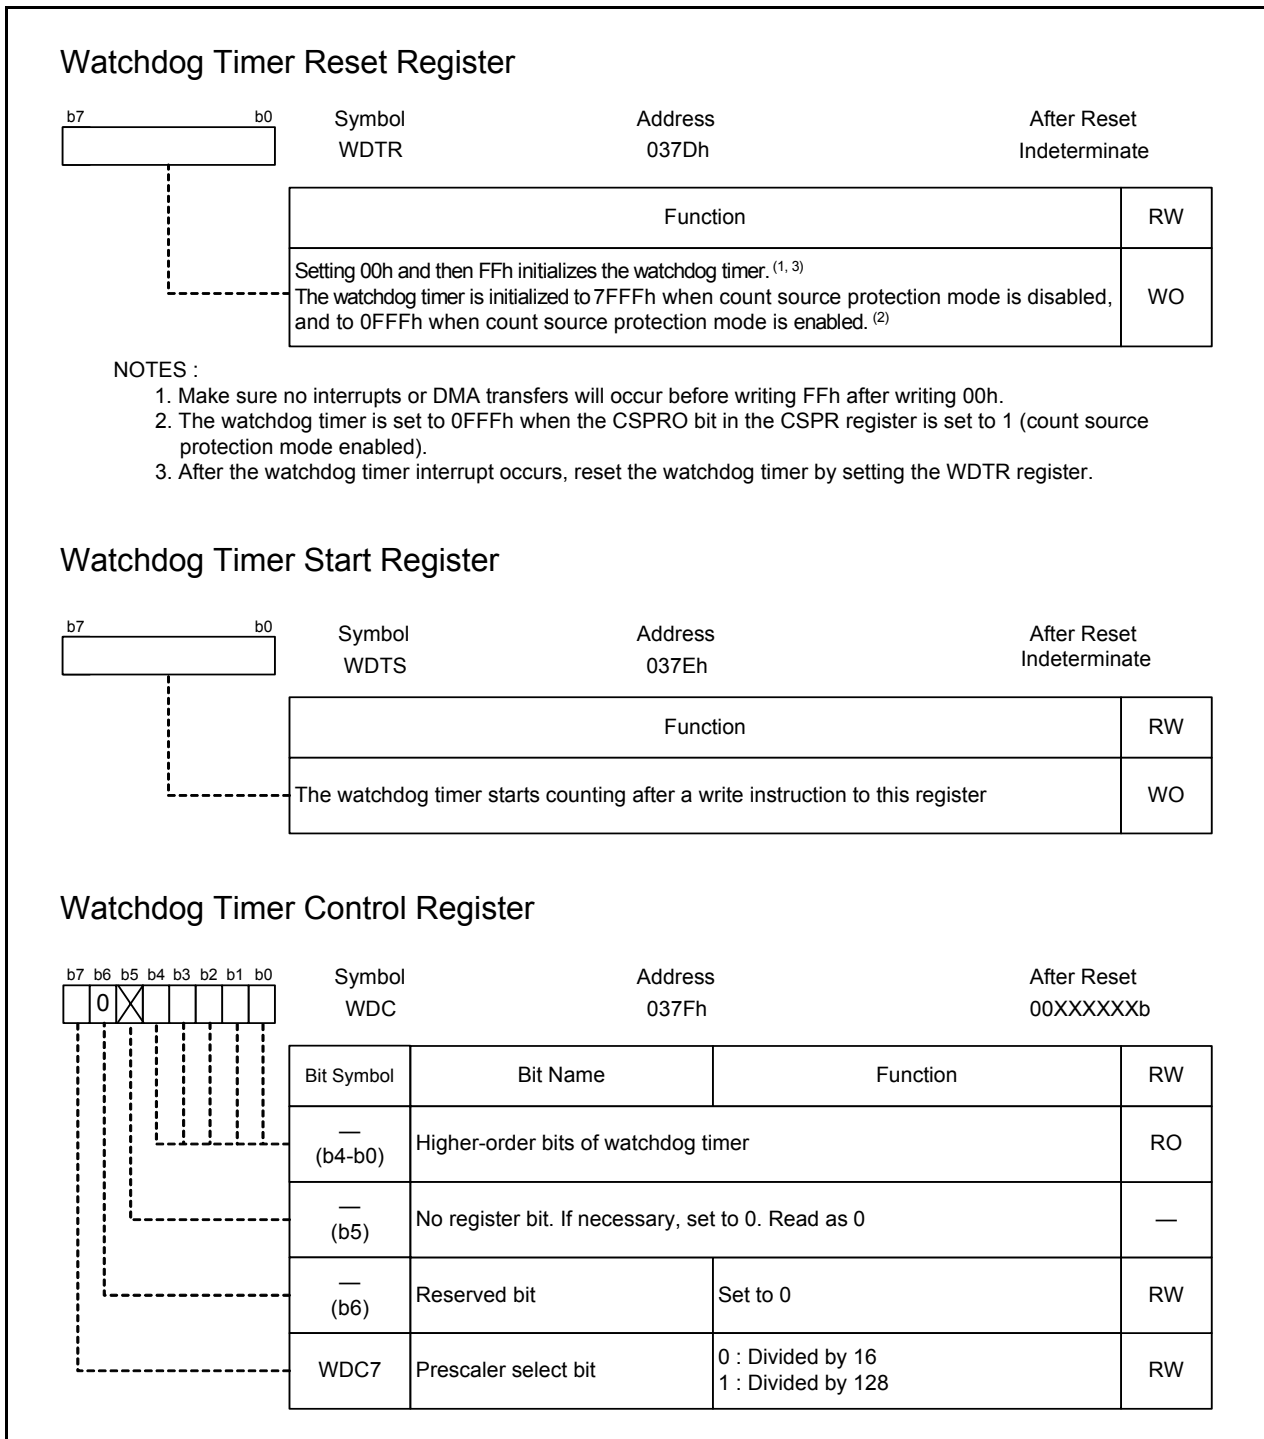 Watchdog Timer Reset Register
b7 b0 Symbol Address After Reset
WDTR 037Dh Indeterminate
Function RW
Setting 00h and then FFh initializes the watchdog timer. (1, 3)
The watchdog timer is initialized to 7FFFh when count source protection mode is disabled,
and to 0FFFh when count source protection mode is enabled. (2)
WO
NOTES :
1. Make sure no interrupts or DMA transfers will occur before writing FFh after writing 00h.
2. The watchdog timer is set to 0FFFh when the CSPRO bit in the CSPR register is set to 1 (count source
protection mode enabled).
3. After the watchdog timer interrupt occurs, reset the watchdog timer by setting the WDTR register.
Watchdog Timer Start Register
b7 b0 Symbol Address After Reset
WDTS 037Eh Indeterminate
Function RW
The watchdog timer starts counting after a write instruction to this register WO
Watchdog Timer Control Register
b7 b6 b5 b4 b3 b2 b1 b0 Symbol Address After Reset
0 X WDC 037Fh 00XXXXXXb
Bit Symbol Bit Name Function RW
— (b4-b0) Higher-order bits of watchdog timer RO
— (b5) No register bit. If necessary, set to 0. Read as 0 —
— (b6) Reserved bit Set to 0 RW
WDC7 Prescaler select bit 0 : Divided by 16
1 : Divided by 128
RW